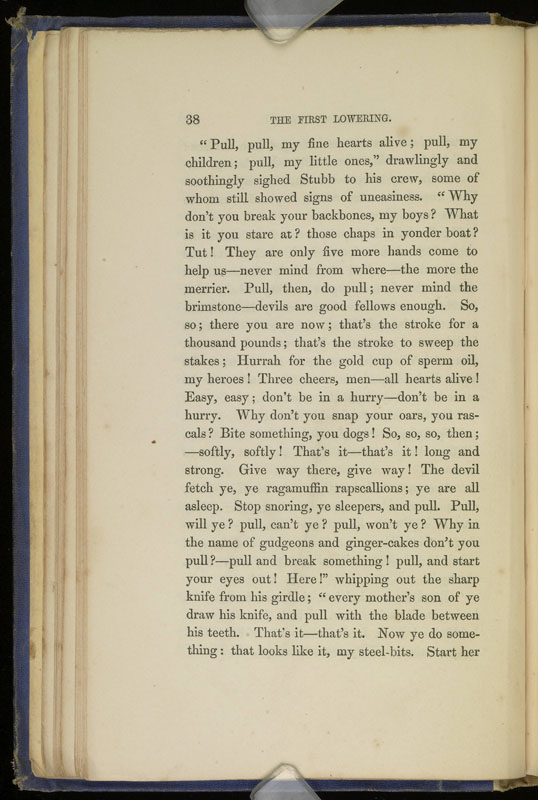 38 THE FIRST LOWERING.
“Pull, pull, my fine hearts alive; pull, my
children; pull, my little ones,” drawlingly and
soothingly sighed Stubb to his crew, some of
whom still showed signs of uneasiness. “Why
don't you break your backbones, my boys? What
is it you stare at? those chaps in yonder boat?
Tut! They are only five more hands come to
help us—never mind from where—the more the
merrier. Pull, then, do pull; never mind the
brimstone—devils are good fellows enough. So,
so; there you are now; that's the stroke for a
thousand pounds; that's the stroke to sweep the
stakes; Hurrah for the gold cup of sperm oil,
my heroes! Three cheers, men—all hearts alive!
Easy, easy; don't be in a hurry—don't be in a
hurry. Why don't you snap your oars, you ras-
cals? Bite something, you dogs! So, so, so, then;
—softly, softly! That's it—that's it! long and
strong. Give way there, give way! The devil
fetch ye, ye ragamuffin rapscallions; ye are all
asleep. Stop snoring, ye sleepers, and pull. Pull,
will ye? pull, can't ye? pull, won't ye? Why in
the name of gudgeons and ginger-cakes don't you
pull?—pull and break something! pull, and start
your eyes out! Here!” whipping out the sharp
knife from his girdle; “every mother's son of ye
draw his knife, and pull with the blade between
his teeth. That's it—that's it. Now ye do some-
thing: that looks like it, my steel-bits. Start her